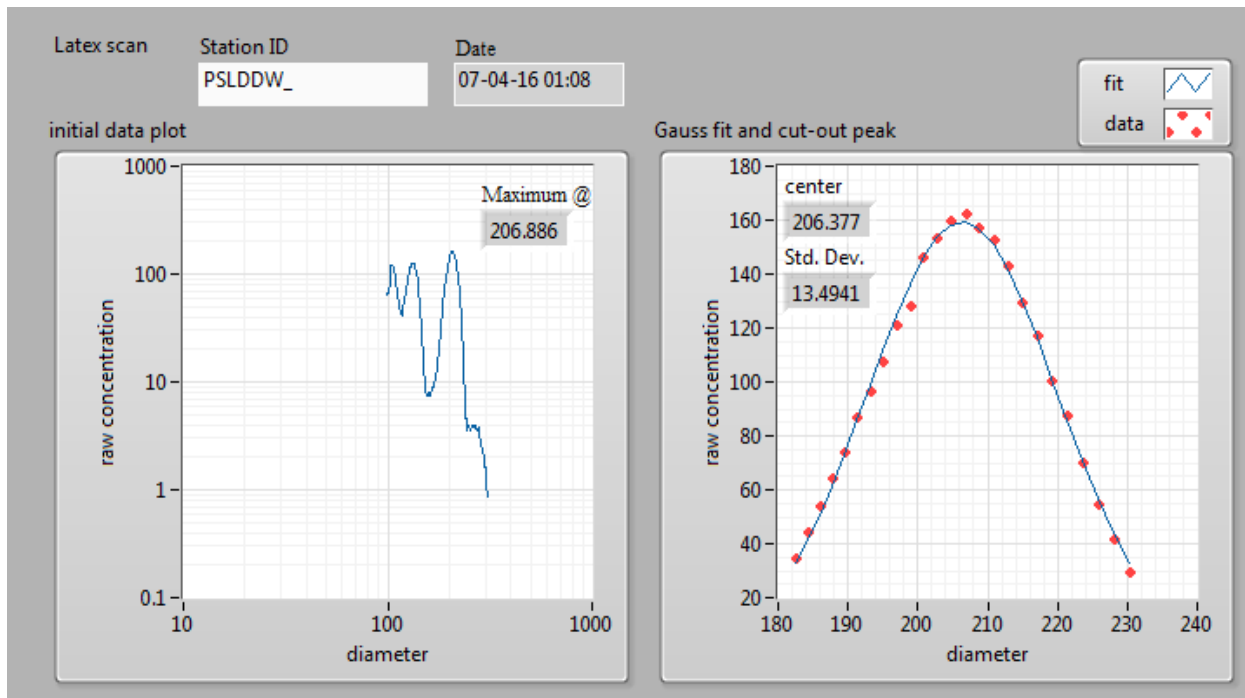 Latex scan
Station ID
PSLDDW_
Date
07-04-16 01:08
fit
data
initial data plot
1000
100
10
1
0.1
raw concentration
Maximum @
206.886
10
100
1000
diameter
Gauss fit and cut-out peak
180
160
140
120
100
80
60
40
20
raw concentration
center
206.377
Std. Dev.
13.4941
180
190
200
210
220
230
240
diameter